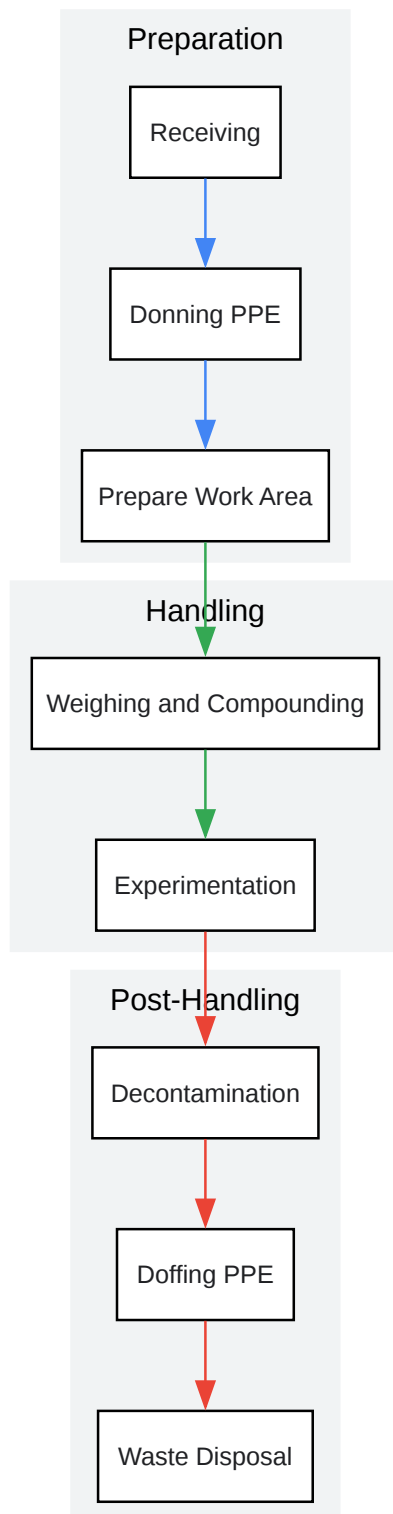 Preparation
Receiving
Donning PPE
Prepare Work Area
Handling
Weighing and Compounding
Experimentation
Post-Handling
Decontamination
Doffing PPE
Waste Disposal